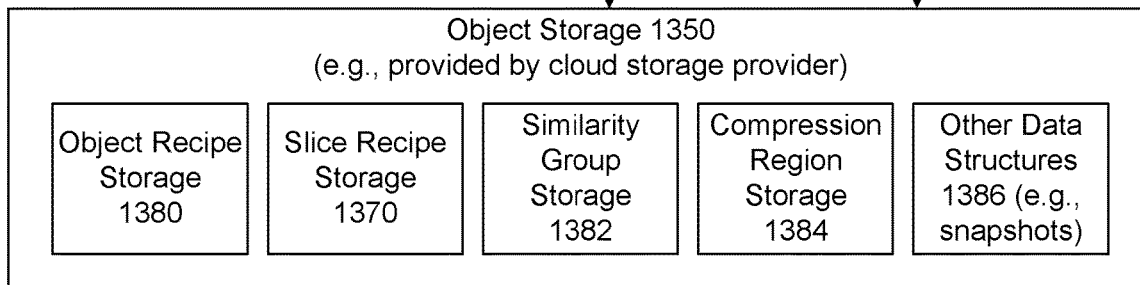 Object Storage 1350
(e.g., provided by cloud storage provider)
Object Recipe
Storage
1380
Slice Recipe
Storage
1370
Similarity
Group
Storage
1382
Compression
Region
Storage
1384
Other Data
Structures
1386 (e.g.,
snapshots)